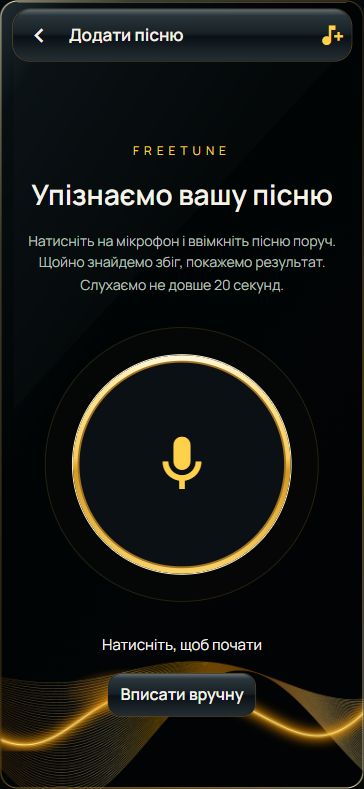 Додати пісню
FREETUNE
Упізнаємо вашу пісню
Натисніть на мікрофон і ввімкніть пісню поруч.
Щойно знайдемо збіг, покажемо результат.
Слухаємо не довше 20 секунд.
Натисніть, щоб почати
Вписати вручну